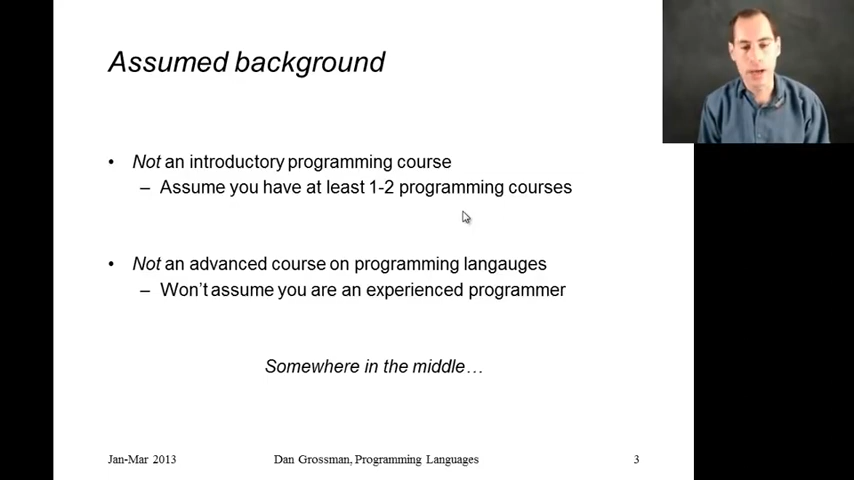 Assumed background
• Not an introductory programming course
– Assume you have at least 1-2 programming courses
• Not an advanced course on programming langauges
– Won't assume you are an experienced programmer
Somewhere in the middle…
Jan-Mar 2013
Dan Grossman, Programming Languages
3